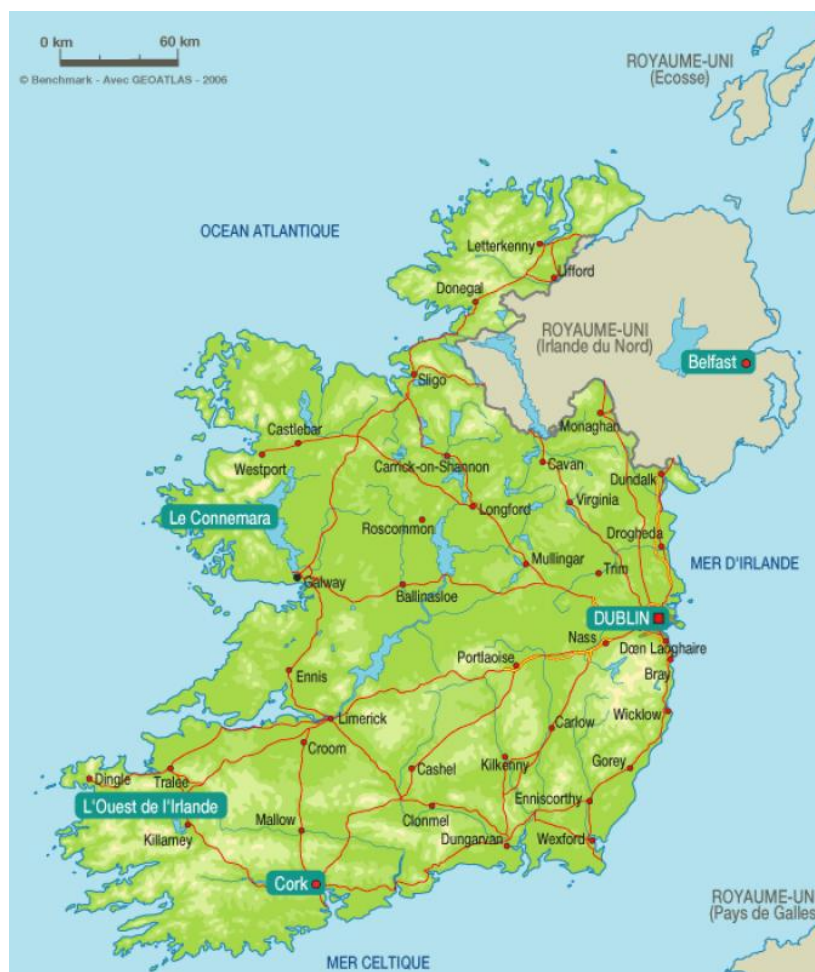 0 km 60 km
© Benchmark - Avec GEOATLAS - 2006
ROYAUME-UNI
(Ecosse)
OCEAN ATLANTIQUE
Letterkenny
Lifford
Donegal
ROYAUME-UNI
(Irlande du Nord)
Belfast
Sligo
Monaghan
Castlebar
Westport
Carrick-on-Shannon
Cavan
Dundalk
Virginia
Longford
Le Connemara
Roscommon
Drogheda
Mullingar
Trim
MER D'IRLANDE
Galway
Ballinasloe
DUBLIN
Nass
Dœn Laoghaire
Portlaoise
Bray
Ennis
Wicklow
Limerick
Carlow
Croom
Cashel
Kilkenny
Gorey
Dingle
Tralée
L'Ouest de l'Irlande
Enniscorthy
Clonmel
Mallow
Killarney
Dungarvan
Wexford
Cork
ROYAUME-UNI
(Pays de Galles)
MER CELTIQUE